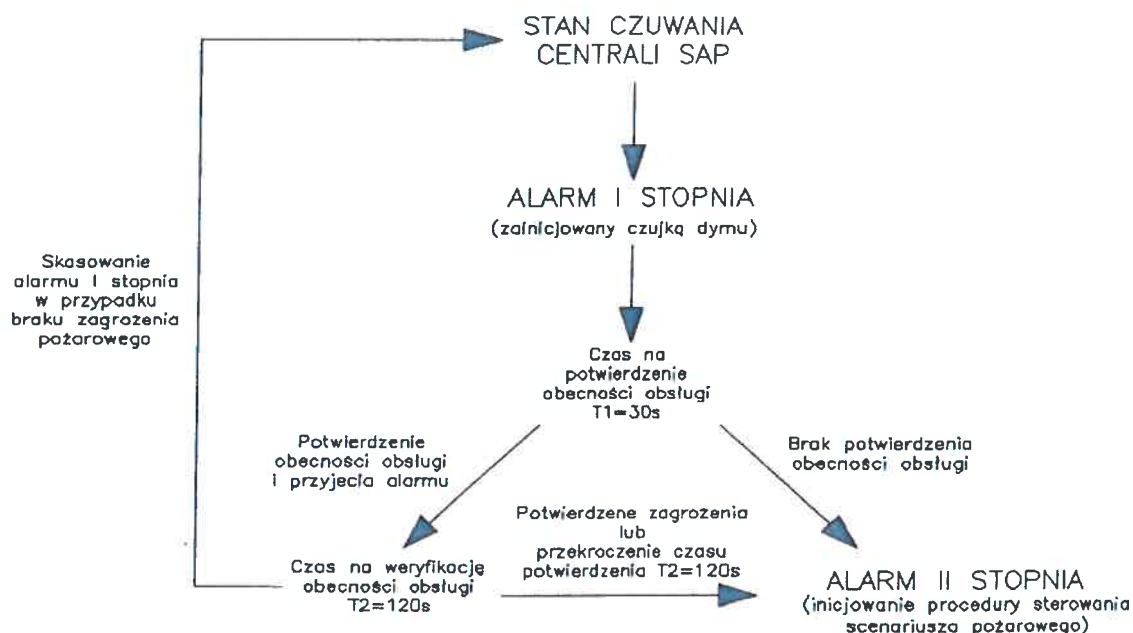 STAN CZUWANIA
CENTRALI SAP
ALARM I STOPNIA
(zainicjowany czujką dymu)
Skasowanie
alarmu I stopnia
w przypadku
braku zagrożenia
pożarowego
Czas na
potwierdzenie
obecności obsługi
T1=30s
Potwierdzenie
obecności obsługi
i przyjęcia alarmu
Brak potwierdzenia
obecności obsługi
Potwierdzene zagrożenia
lub
przekroczenie czasu
potwierdzenia T2=120s
Czas na weryfikację
obecności obsługi
T2=120s
ALARM II STOPNIA
(inicjowanie procedury sterowania
scenariusza pożarowego)